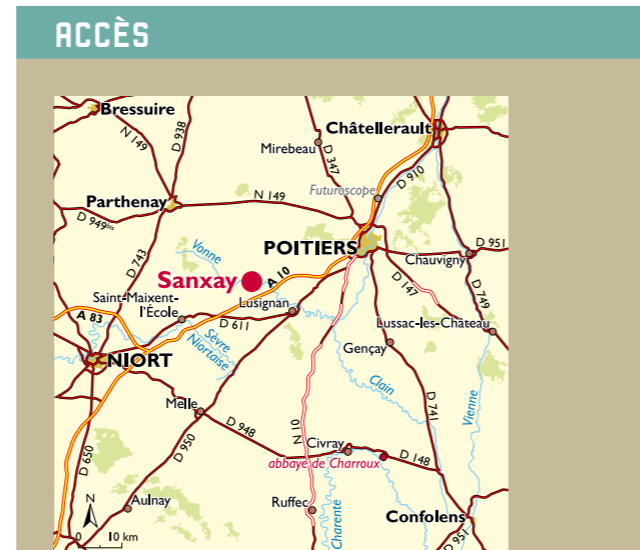 ACCÈS
Bressuire
N 149
D 938
Châtellerault
Mirebeau
D 347
D 910
Futuroscope
Parthenay
N 149
D 949bis
D 743
Vonne
POITIERS
D 951
Chauvigny
Sanxay
A 10
D 147
D 749
Saint-Maixent-
l'École
Lusignan
A 83
D 611
Lussac-les-Château
Sèvre
Niortaise
Gençay
NIORT
Clain
D 741
Vienne
Melle
D 948
N 10
D 950
Civray
D 148
abbaye de Charroux
D 650
N
Aulnay
Ruffec
Charente
Confolens
D 951
0 10 km